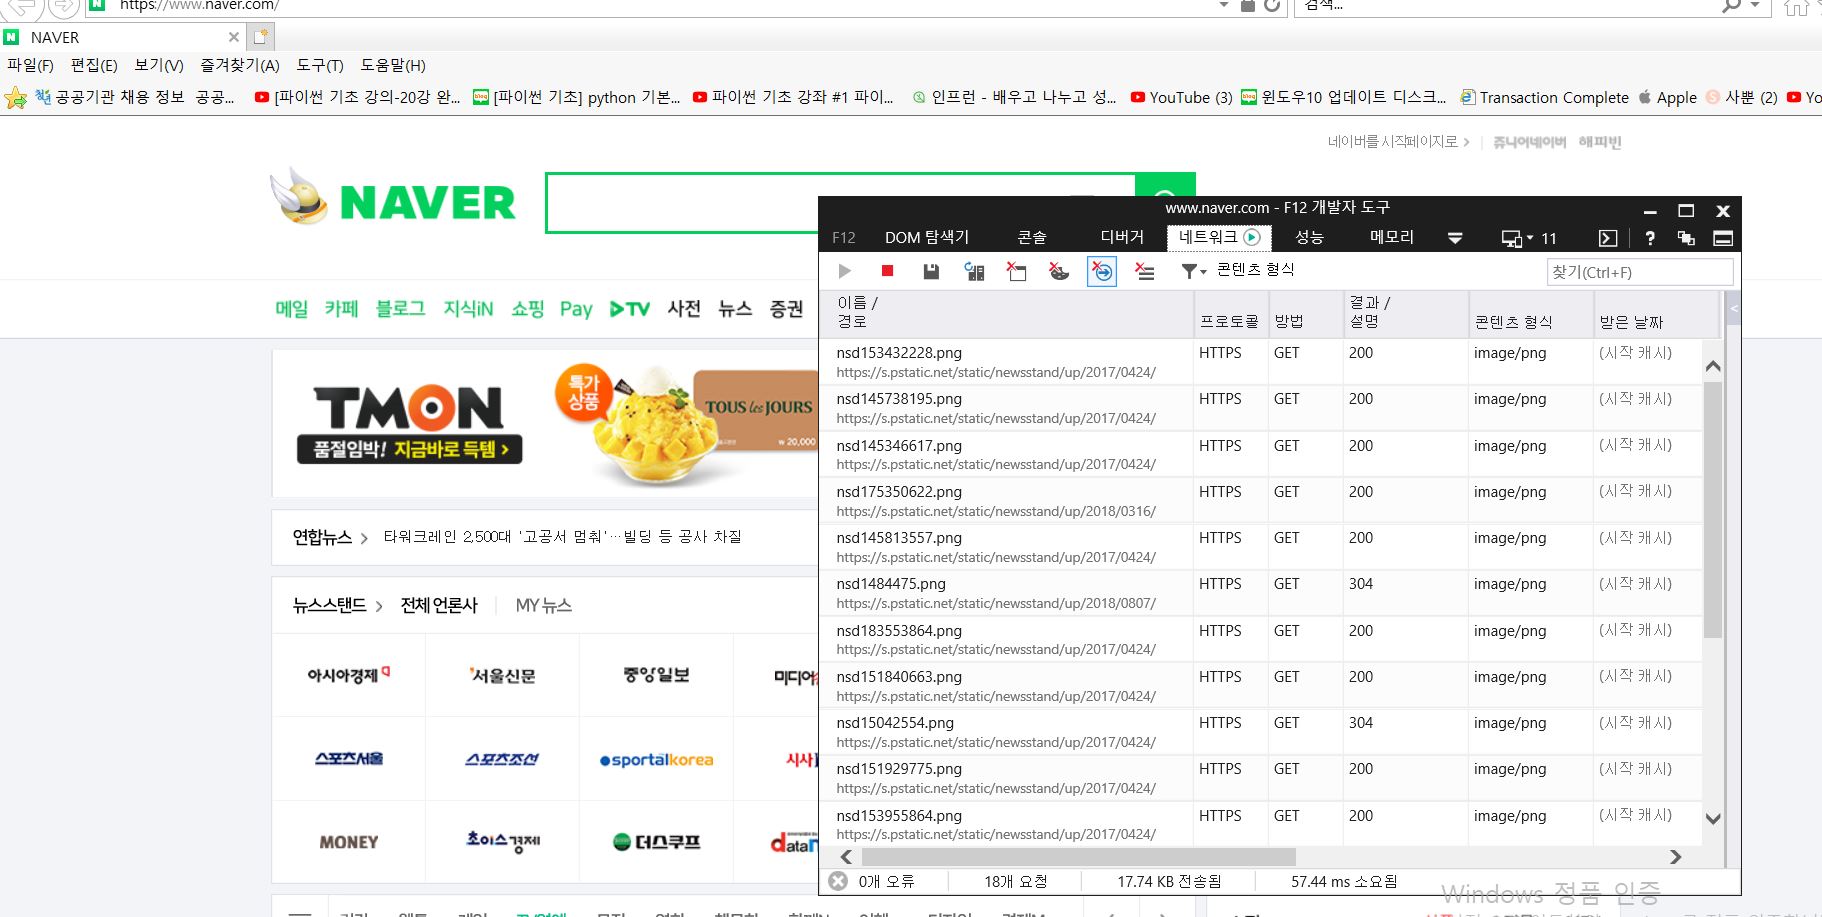 https://www.naver.com/
검색...
NAVER
파일(F) 편집(E) 보기(V) 즐겨찾기(A) 도구(T) 도움말(H)
공공기관 채용 정보 공공... [파이썬 기초 강의-20강 완... [파이썬 기초] python 기본... 파이썬 기초 강좌 #1 파이... 인프런 - 배우고 나누고 성... YouTube (3) 윈도우10 업데이트 디스크... Transaction Complete Apple 사뿐 (2) Yo
네이버를 시작페이지로 > 쥬니어네이버 해피빈
NAVER
메일 카페 블로그 지식iN 쇼핑 Pay TV 사전 뉴스 증권
TMON
품절임박! 지금바로 득템 >
특가
상품
TOUS les JOURS
₩ 20,000
연합뉴스 > 타워크레인 2,500대 '고공서 멈춰'…빌딩 등 공사 차질
뉴스스탠드 > 전체 언론사 MY 뉴스
아시아경제 서울신문 중앙일보 미디어
스포츠서울 스포츠조선 sportalkorea 시사
MONEY 초이스경제 더스쿠프 dataN
www.naver.com - F12 개발자 도구
F12 DOM 탐색기 콘솔 디버거 네트워크 성능 메모리 11
콘텐츠 형식 찾기(Ctrl+F)
이름 /
경로 프로토콜 방법 결과 /
설명 콘텐츠 형식 받은 날짜
nsd153432228.png HTTPS GET 200 image/png (시작 캐시)
https://s.pstatic.net/static/newsstand/up/2017/0424/
nsd145738195.png HTTPS GET 200 image/png (시작 캐시)
https://s.pstatic.net/static/newsstand/up/2017/0424/
nsd145346617.png HTTPS GET 200 image/png (시작 캐시)
https://s.pstatic.net/static/newsstand/up/2017/0424/
nsd175350622.png HTTPS GET 200 image/png (시작 캐시)
https://s.pstatic.net/static/newsstand/up/2018/0316/
nsd145813557.png HTTPS GET 200 image/png (시작 캐시)
https://s.pstatic.net/static/newsstand/up/2017/0424/
nsd1484475.png HTTPS GET 304 image/png (시작 캐시)
https://s.pstatic.net/static/newsstand/up/2018/0807/
nsd183553864.png HTTPS GET 200 image/png (시작 캐시)
https://s.pstatic.net/static/newsstand/up/2017/0424/
nsd151840663.png HTTPS GET 200 image/png (시작 캐시)
https://s.pstatic.net/static/newsstand/up/2017/0424/
nsd15042554.png HTTPS GET 304 image/png (시작 캐시)
https://s.pstatic.net/static/newsstand/up/2017/0424/
nsd151929775.png HTTPS GET 200 image/png (시작 캐시)
https://s.pstatic.net/static/newsstand/up/2017/0424/
nsd153955864.png HTTPS GET 200 image/png (시작 캐시)
https://s.pstatic.net/static/newsstand/up/2017/0424/
0개 오류 18개 요청 17.74 KB 전송됨 57.44 ms 소요됨
Windows 정품 인증